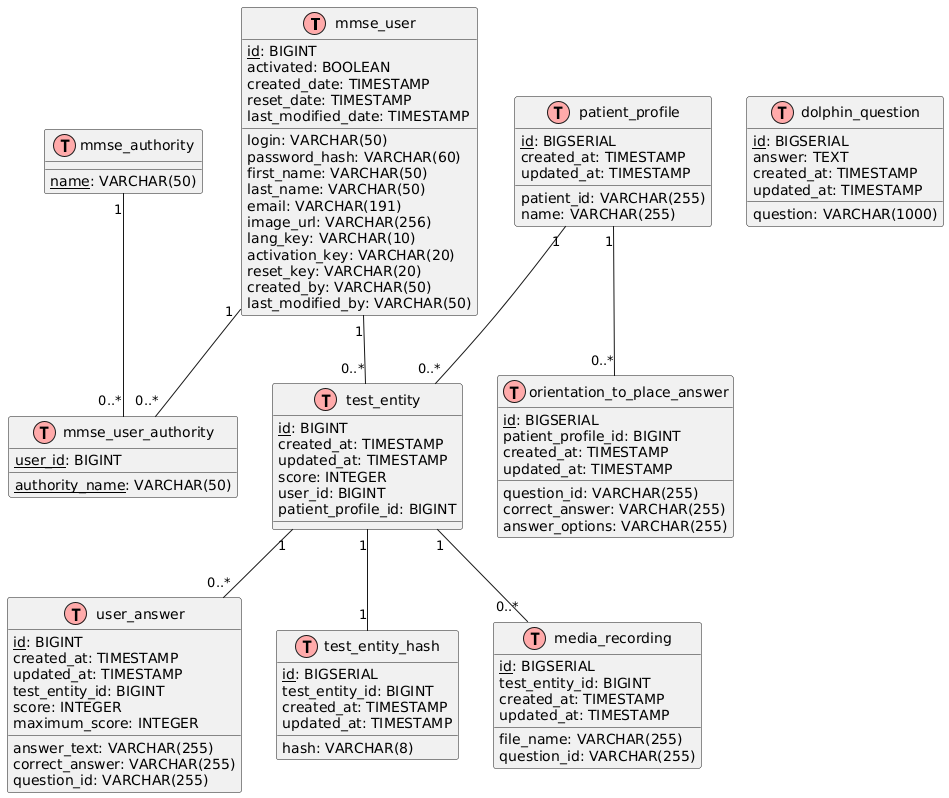 T mmse_user
id: BIGINT
activated: BOOLEAN
created_date: TIMESTAMP
reset_date: TIMESTAMP
last_modified_date: TIMESTAMP
login: VARCHAR(50)
password_hash: VARCHAR(60)
first_name: VARCHAR(50)
last_name: VARCHAR(50)
email: VARCHAR(191)
image_url: VARCHAR(256)
lang_key: VARCHAR(10)
activation_key: VARCHAR(20)
reset_key: VARCHAR(20)
created_by: VARCHAR(50)
last_modified_by: VARCHAR(50)
T patient_profile
id: BIGSERIAL
created_at: TIMESTAMP
updated_at: TIMESTAMP
patient_id: VARCHAR(255)
name: VARCHAR(255)
T dolphin_question
id: BIGSERIAL
answer: TEXT
created_at: TIMESTAMP
updated_at: TIMESTAMP
question: VARCHAR(1000)
T mmse_authority
name: VARCHAR(50)
1
1
1
1
1
0..*
0..*
0..*
0..*
0..*
T mmse_user_authority
user_id: BIGINT
authority_name: VARCHAR(50)
T test_entity
id: BIGINT
created_at: TIMESTAMP
updated_at: TIMESTAMP
score: INTEGER
user_id: BIGINT
patient_profile_id: BIGINT
T orientation_to_place_answer
id: BIGSERIAL
patient_profile_id: BIGINT
created_at: TIMESTAMP
updated_at: TIMESTAMP
question_id: VARCHAR(255)
correct_answer: VARCHAR(255)
answer_options: VARCHAR(255)
1
1
1
0..*
1
0..*
T user_answer
id: BIGINT
created_at: TIMESTAMP
updated_at: TIMESTAMP
test_entity_id: BIGINT
score: INTEGER
maximum_score: INTEGER
answer_text: VARCHAR(255)
correct_answer: VARCHAR(255)
question_id: VARCHAR(255)
T test_entity_hash
id: BIGSERIAL
test_entity_id: BIGINT
created_at: TIMESTAMP
updated_at: TIMESTAMP
hash: VARCHAR(8)
T media_recording
id: BIGSERIAL
test_entity_id: BIGINT
created_at: TIMESTAMP
updated_at: TIMESTAMP
file_name: VARCHAR(255)
question_id: VARCHAR(255)